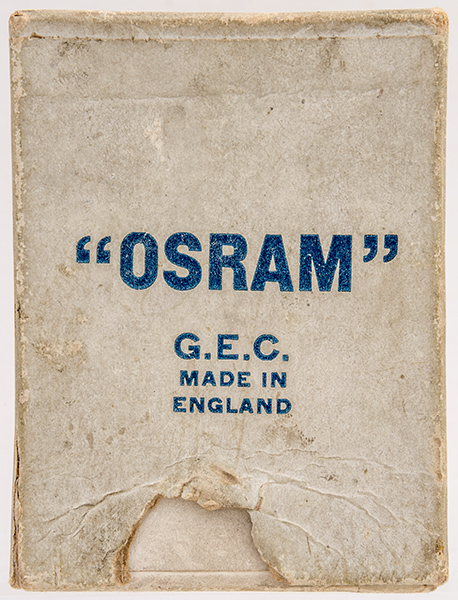 “OSRAM”
G.E.C.
MADE IN
ENGLAND